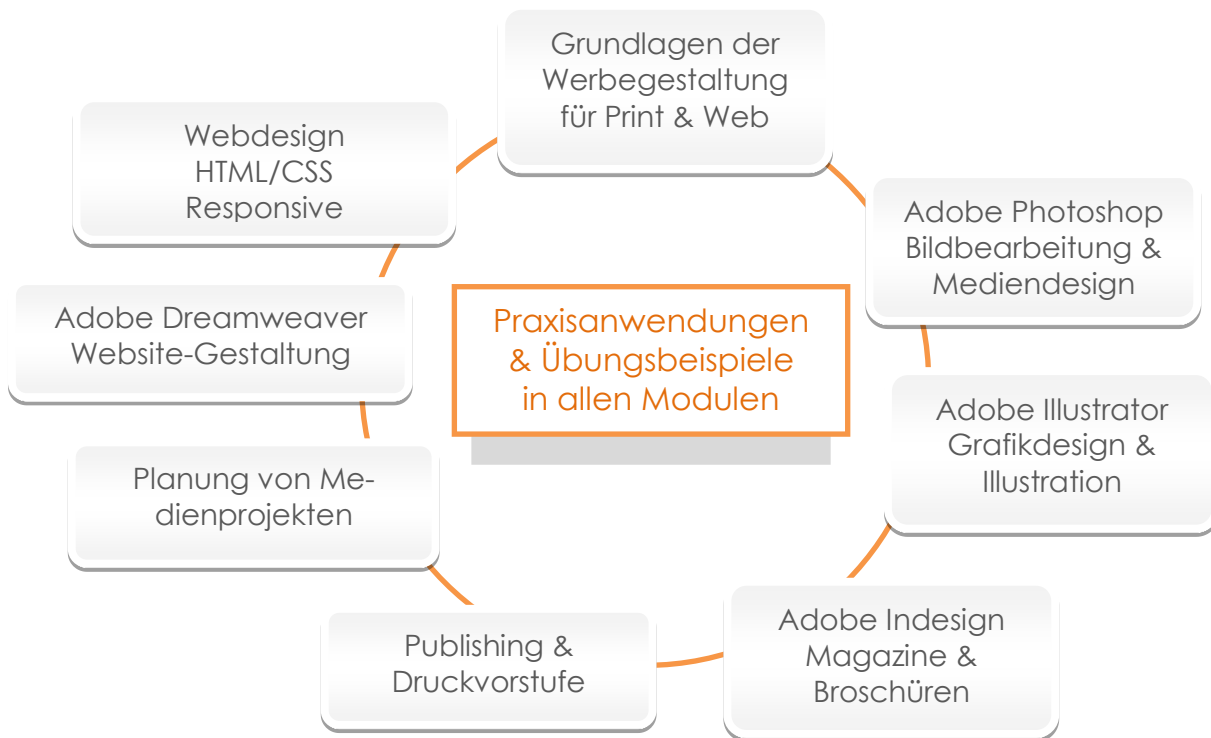 Grundlagen der
Werbegestaltung
für Print & Web
Adobe Photoshop
Bildbearbeitung &
Mediendesign
Adobe Illustrator
Grafikdesign &
Illustration
Adobe Indesign
Magazine &
Broschüren
Publishing &
Druckvorstufe
Planung von Me-
dienprojekten
Adobe Dreamweaver
Website-Gestaltung
Webdesign
HTML/CSS
Responsive
Praxisanwendungen
& Übungsbeispiele
in allen Modulen